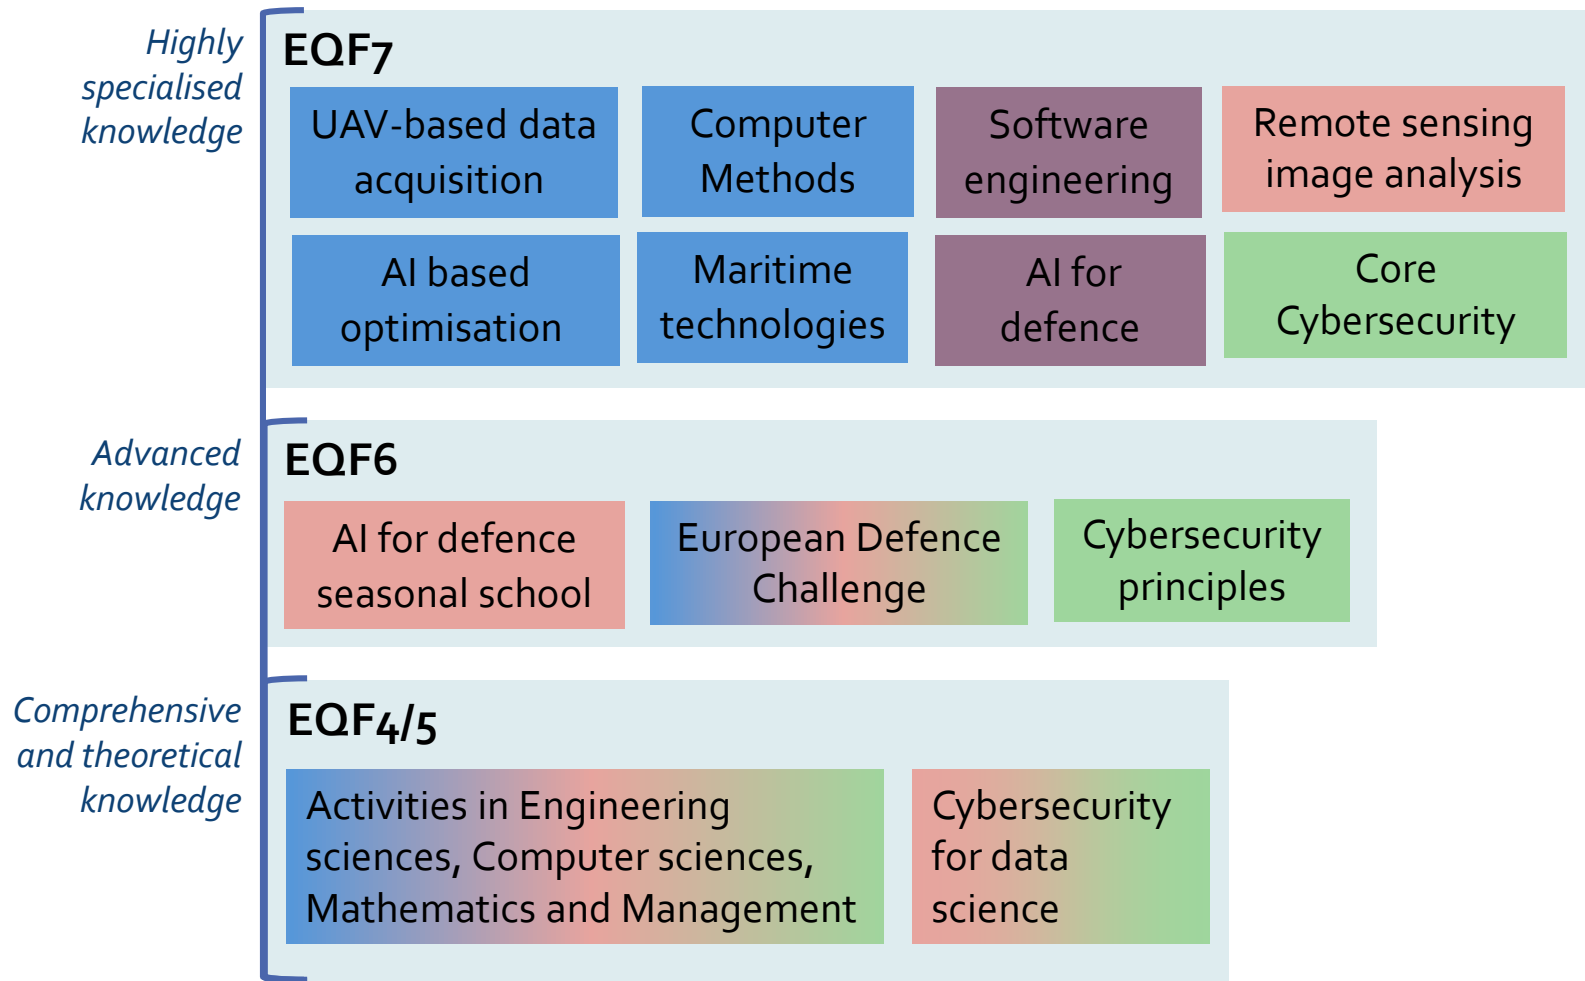 Highly
specialised
knowledge
EQF7
UAV-based data
acquisition
Computer
Methods
Software
engineering
Remote sensing
image analysis
AI based
optimisation
Maritime
technologies
AI for
defence
Core
Cybersecurity
Advanced
knowledge
EQF6
AI for defence
seasonal school
European Defence
Challenge
Cybersecurity
principles
Comprehensive
and theoretical
knowledge
EQF4/5
Activities in Engineering
sciences, Computer sciences,
Mathematics and Management
Cybersecurity
for data
science